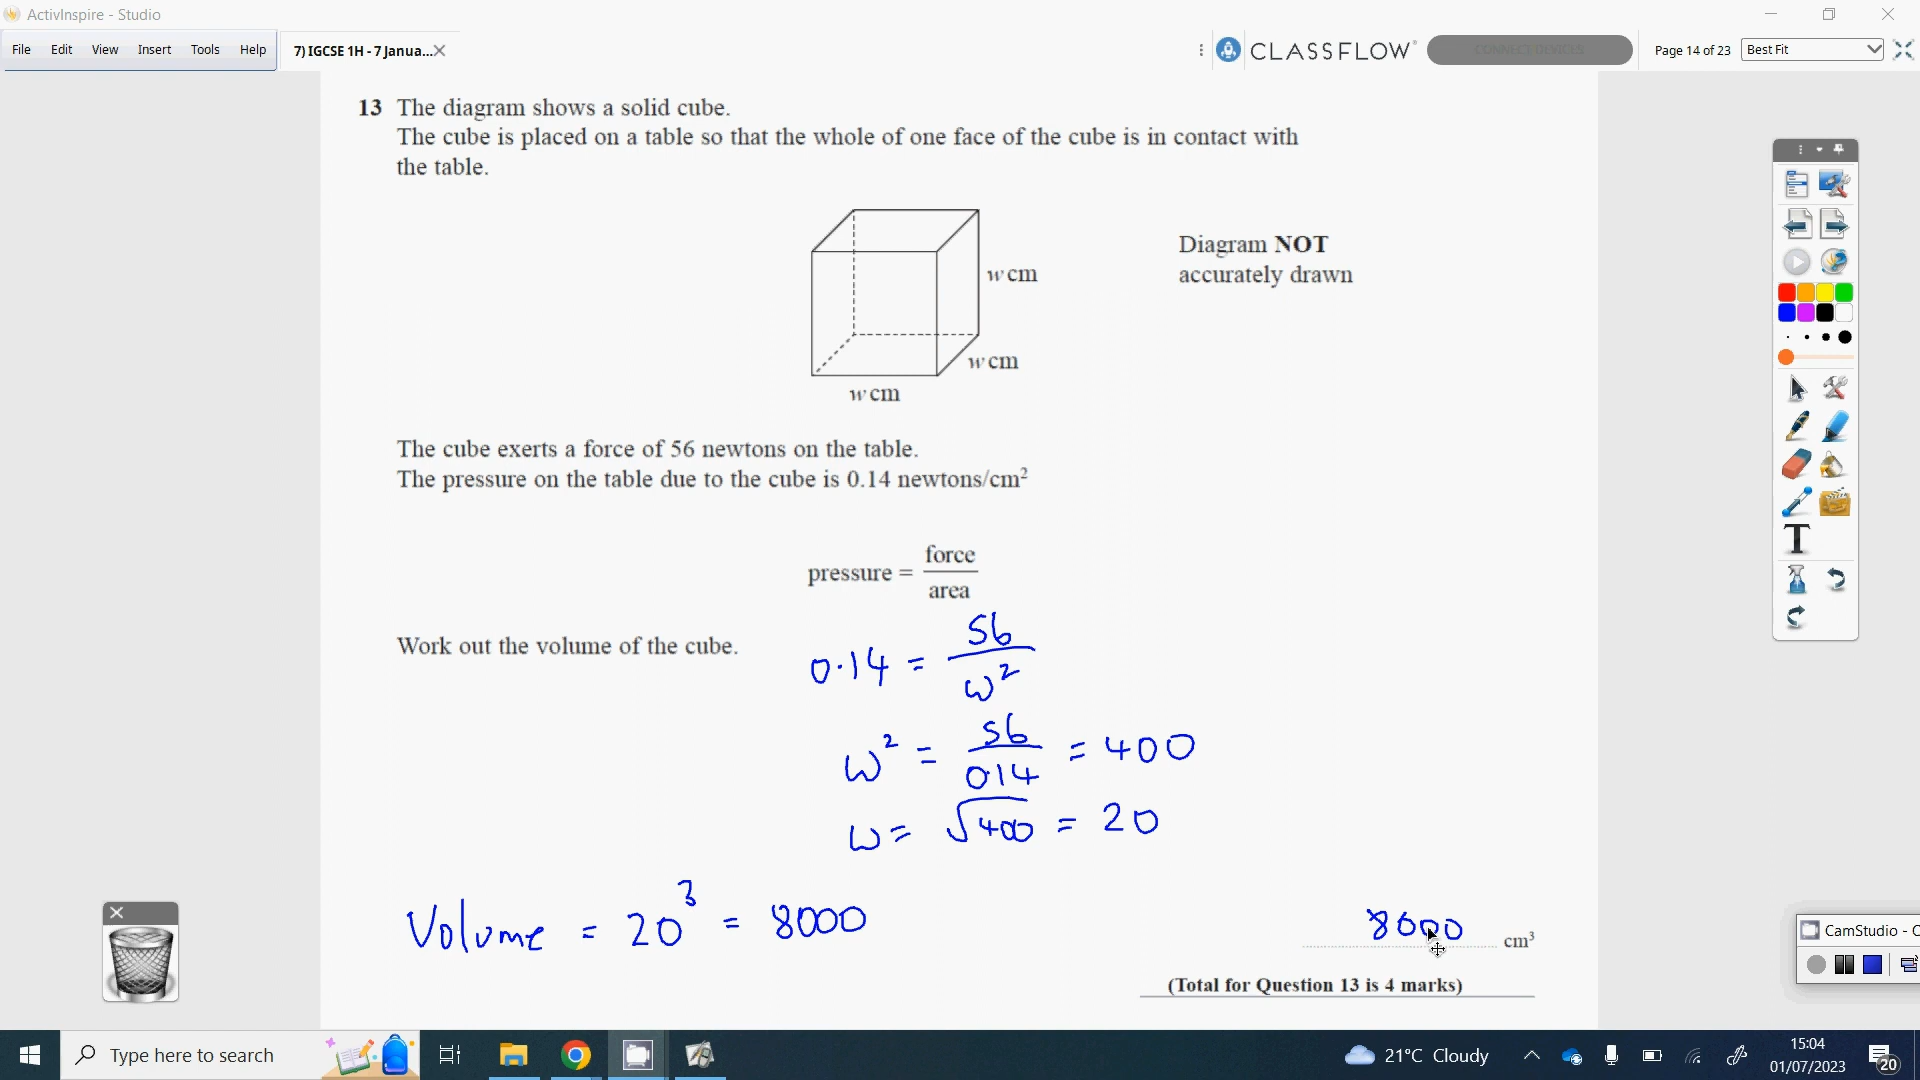 ActivInspire - Studio
File Edit View Insert Tools Help
7) IGCSE 1H - 7 Janua...
CLASSFLOW
Page 14 of 23
Best Fit
13 The diagram shows a solid cube.
The cube is placed on a table so that the whole of one face of the cube is in contact with
the table.
w cm
w cm
w cm
Diagram NOT
accurately drawn
The cube exerts a force of 56 newtons on the table.
The pressure on the table due to the cube is 0.14 newtons/cm²
pressure = force/area
Work out the volume of the cube.
0.14 = 56/w²
w² = 56/0.14 = 400
w = √400 = 20
Volume = 20³ = 8000
8000 cm³
(Total for Question 13 is 4 marks)
T
CamStudio - O
Type here to search
21°C Cloudy
15:04
01/07/2023
20